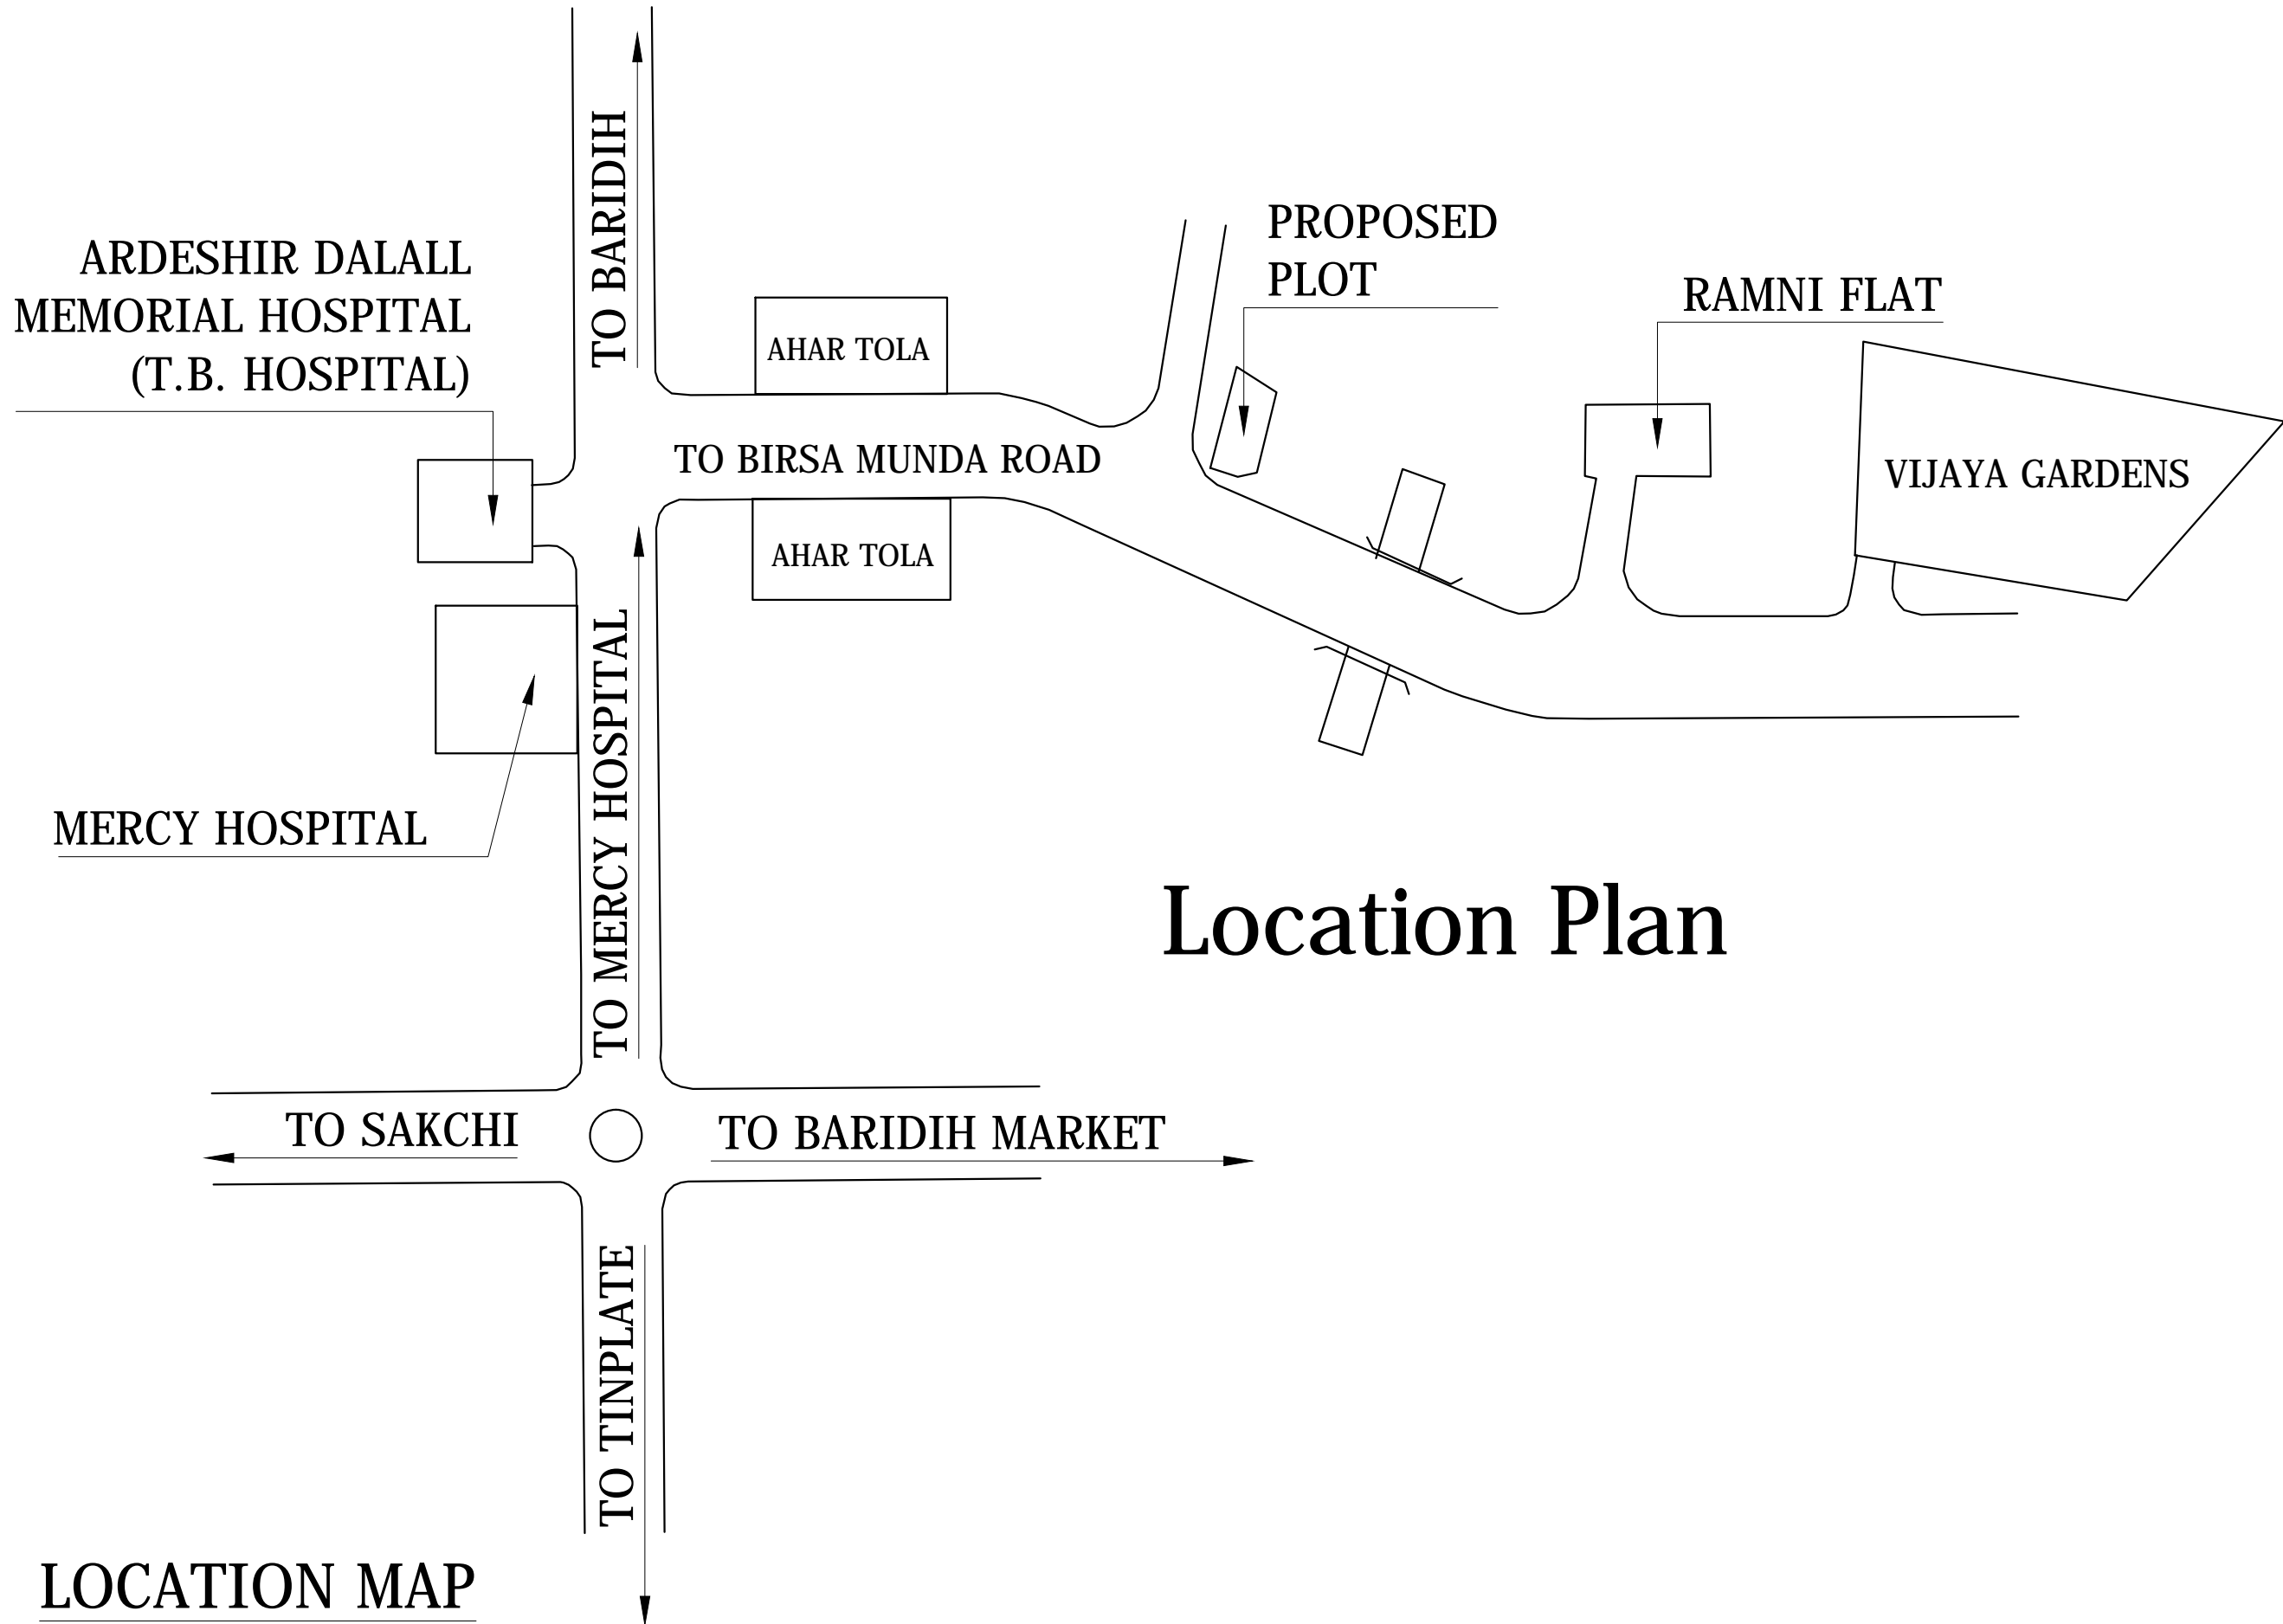 TO BARIDIH
ARDESHIR DALALL
MEMORIAL HOSPITAL
(T.B. HOSPITAL)
AHAR TOLA
TO BIRSA MUNDA ROAD
AHAR TOLA
PROPOSED
PLOT
RAMNI FLAT
VIJAYA GARDENS
MERCY HOSPITAL
TO MERCY HOSPITAL
Location Plan
TO SAKCHI
TO BARIDIH MARKET
TO TINPLATE
LOCATION MAP